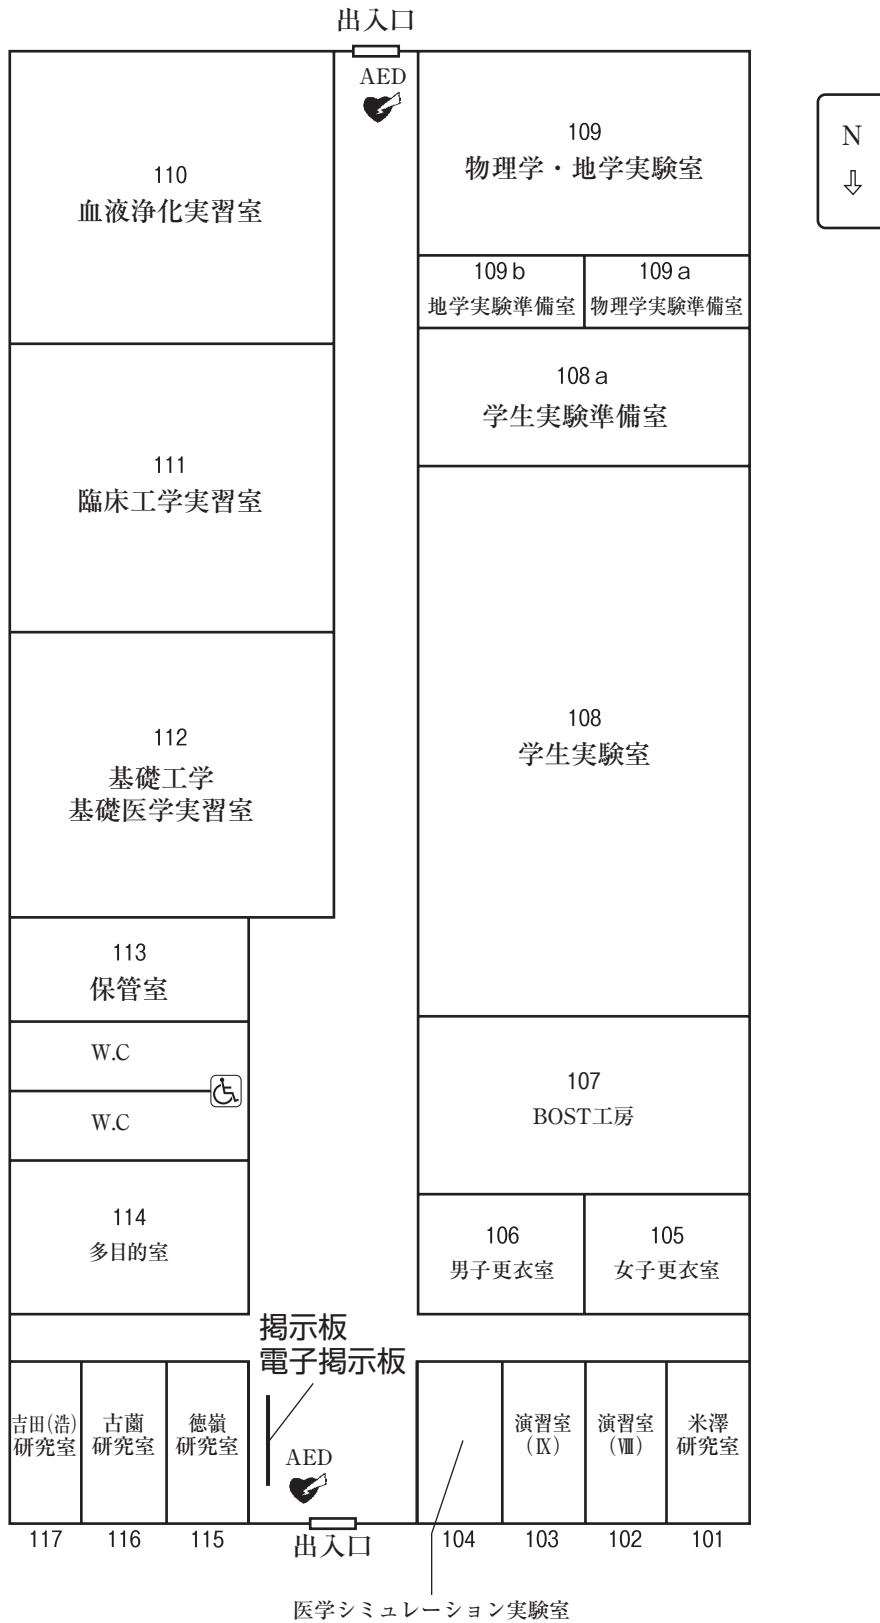 出入口
AED
N
110
血液浄化実習室
109
物理学・地学実験室
109b
地学実験準備室
109a
物理学実験準備室
108a
学生実験準備室
111
臨床工学実習室
108
学生実験室
112
基礎工学
基礎医学実習室
113
保管室
W.C
W.C
107
BOST工房
114
多目的室
106
男子更衣室
105
女子更衣室
掲示板
電子掲示板
吉田(浩)
研究室
古薗
研究室
徳嶺
研究室
AED
演習室
(Ⅸ)
演習室
(Ⅷ)
米澤
研究室
117
116
115
出入口
104
103
102
101
医学シミュレーション実験室